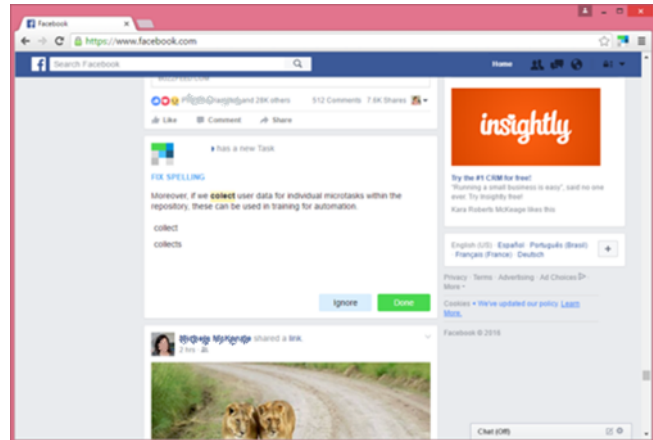 Facebook
https://www.facebook.com
Search Facebook
Home
and 28K others
512 Comments 7.6K Shares
Like Comment Share
has a new Task
FIX SPELLING
Moreover, if we colect user data for individual microtasks within the
repository, these can be used in training for automation.
collect
collects
Ignore Done
shared a link.
2 hrs
insightly
Try the #1 CRM for free!
"Running a small business is easy", said no one
ever. Try Insightly free!
Kara Roberts McKeage likes this.
English (US) · Español · Português (Brasil)
· Français (France) · Deutsch
Privacy · Terms · Advertising · Ad Choices
More
Cookies • We've updated our policy. Learn
More.
Facebook © 2016
Chat (Off)